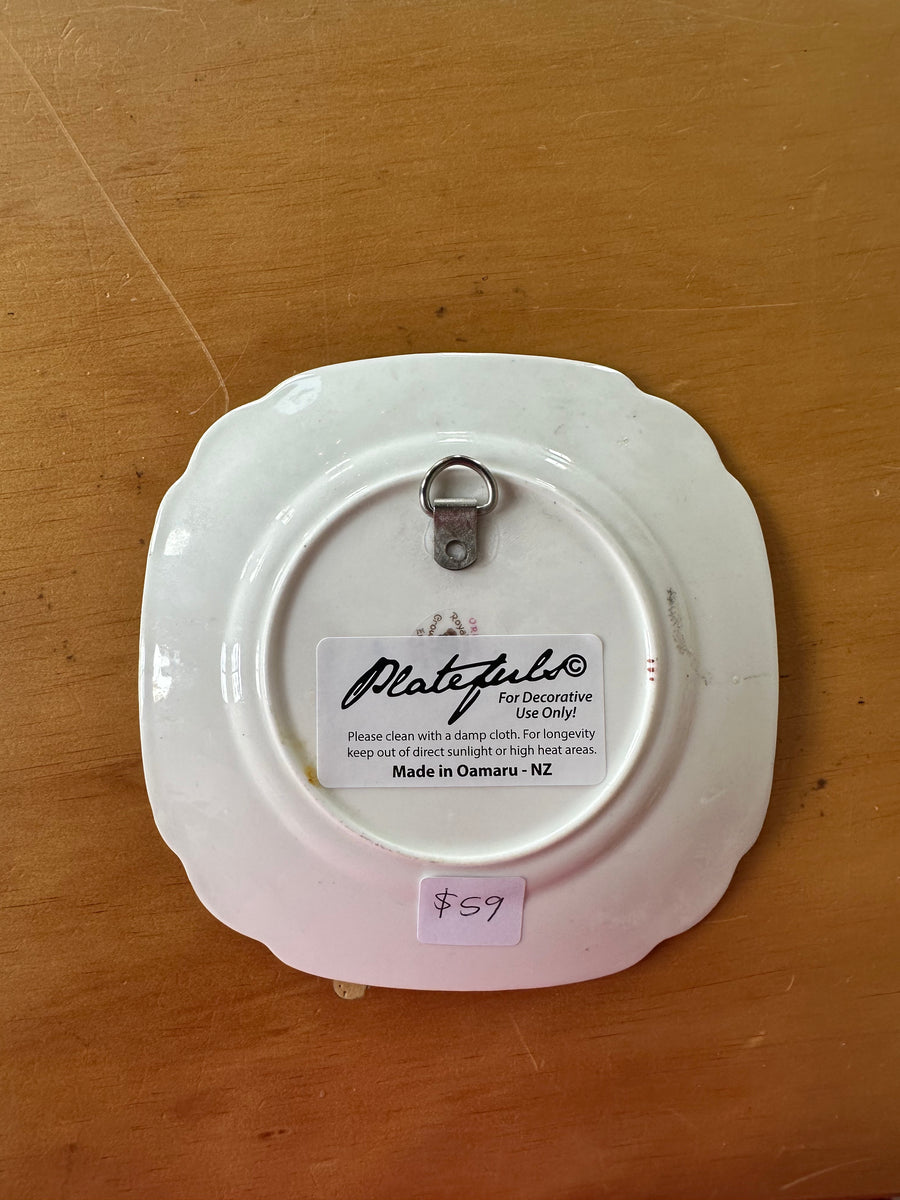 Platefuls©
For Decorative
Use Only!
Please clean with a damp cloth. For longevity
keep out of direct sunlight or high heat areas.
Made in Oamaru - NZ
$59